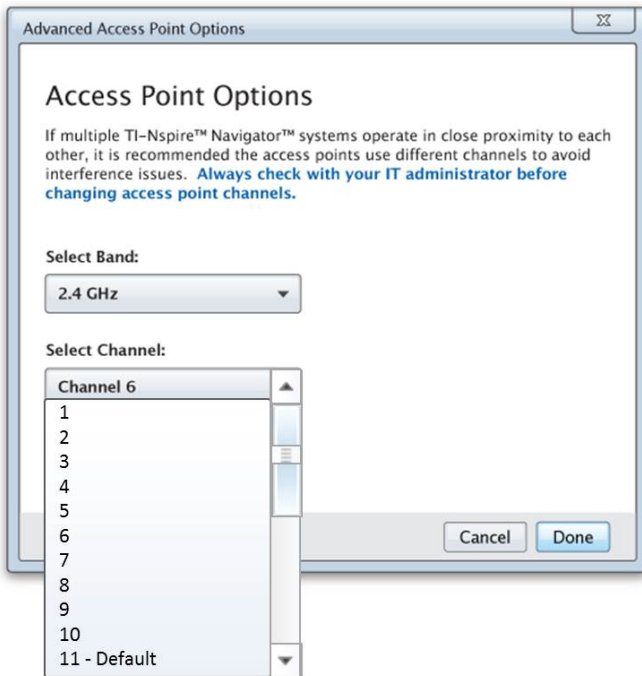 Advanced Access Point Options
Access Point Options
If multiple TI-Nspire™ Navigator™ systems operate in close proximity to each
other, it is recommended the access points use different channels to avoid
interference issues. Always check with your IT administrator before
changing access point channels.
Select Band:
2.4 GHz
Select Channel:
Channel 6
1
2
3
4
5
6
7
8
9
10
11 - Default
Cancel Done